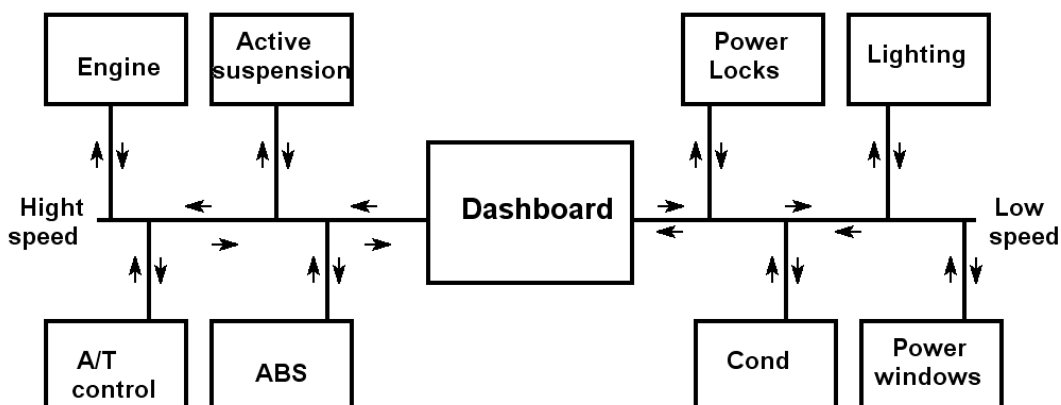 Engine
Active
suspension
Power
Locks
Lighting
Hight
speed
Dashboard
Low
speed
A/T
control
ABS
Cond
Power
windows